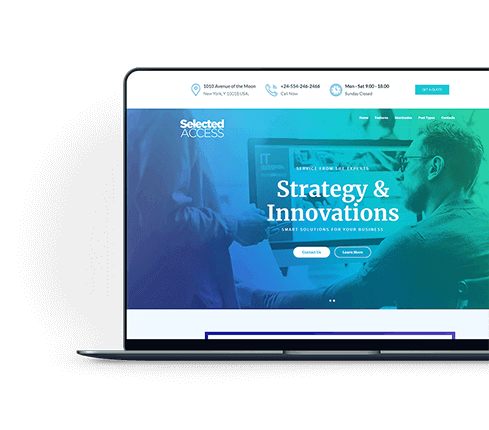 1010 Avenue of the Moon
New York, Y 10018 USA.
+24-554-246-2466
Call Now
Mon - Sat 9.00 - 18.00
Sunday Closed
GET A QUOTE
Selected
ACCESS
Home Features Newsletter Post Types Contacts
SERVICE FROM THE EXPERTS
Strategy &
Innovations
SMART SOLUTIONS FOR YOUR BUSINESS
Contact Us
Learn More